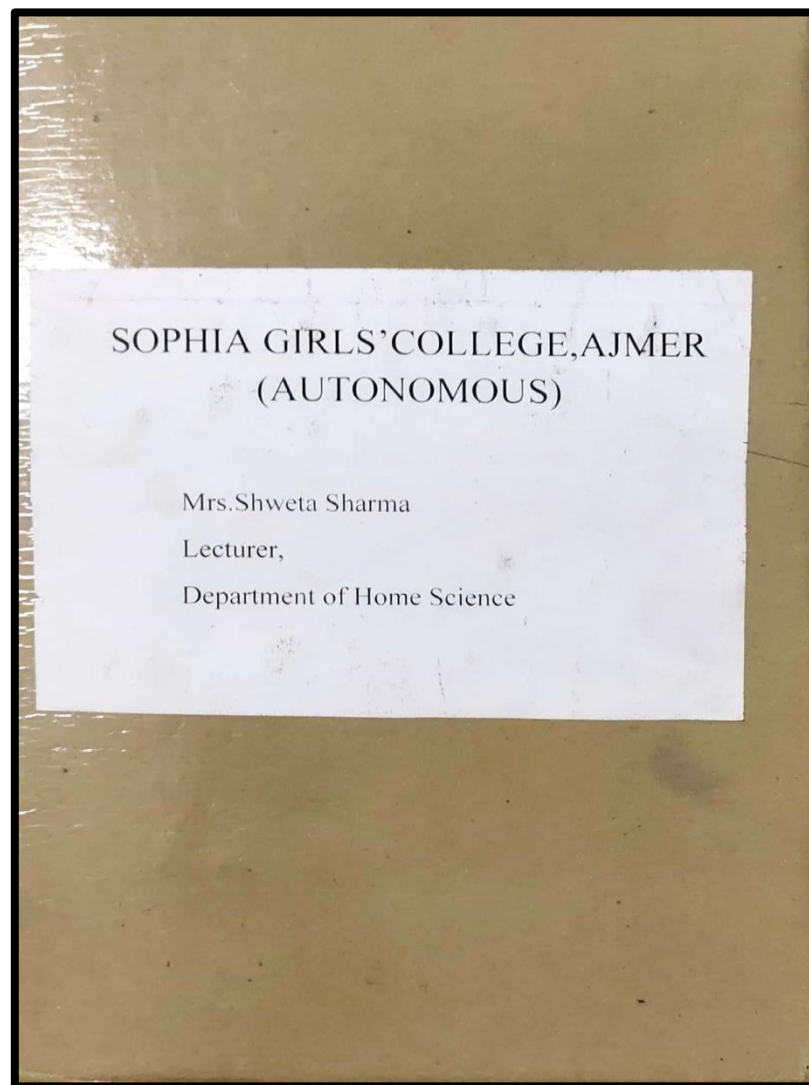 SOPHIA GIRLS’COLLEGE,AJMER
(AUTONOMOUS)
Mrs.Shweta Sharma
Lecturer,
Department of Home Science